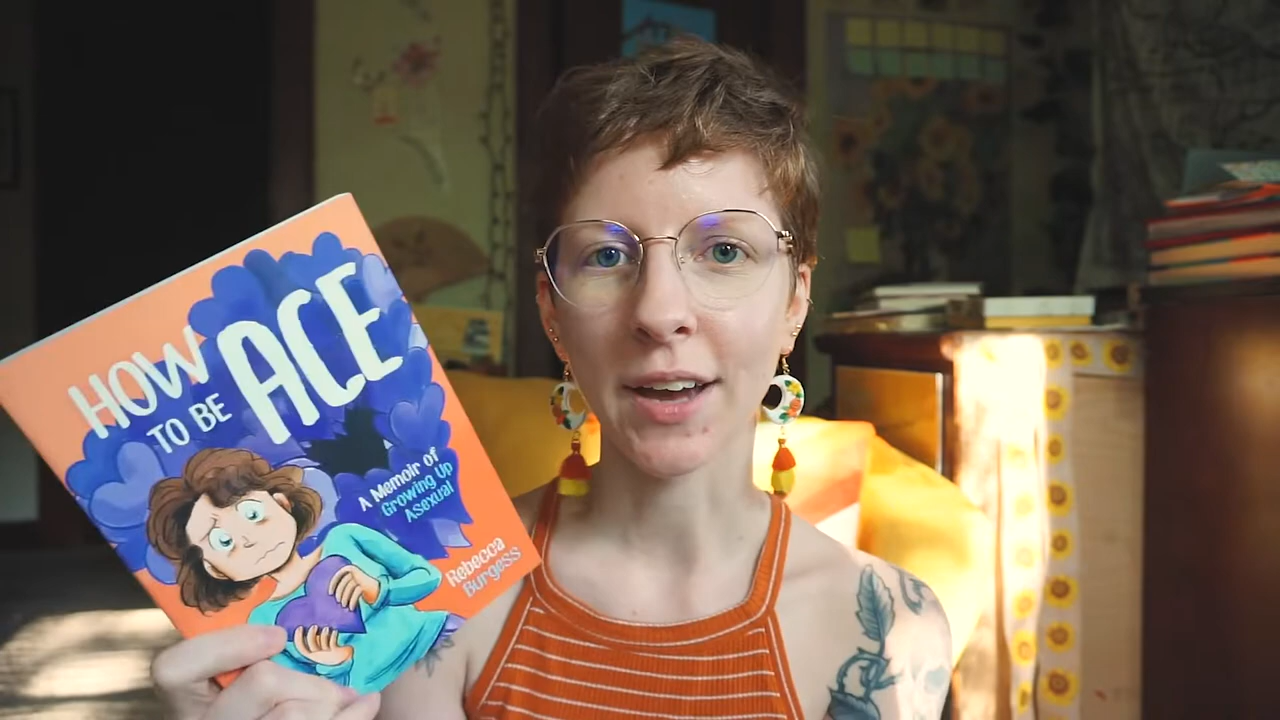 HOW
TO BE
ACE
A Memoir of
Growing Up
Asexual
Rebecca
Burgess